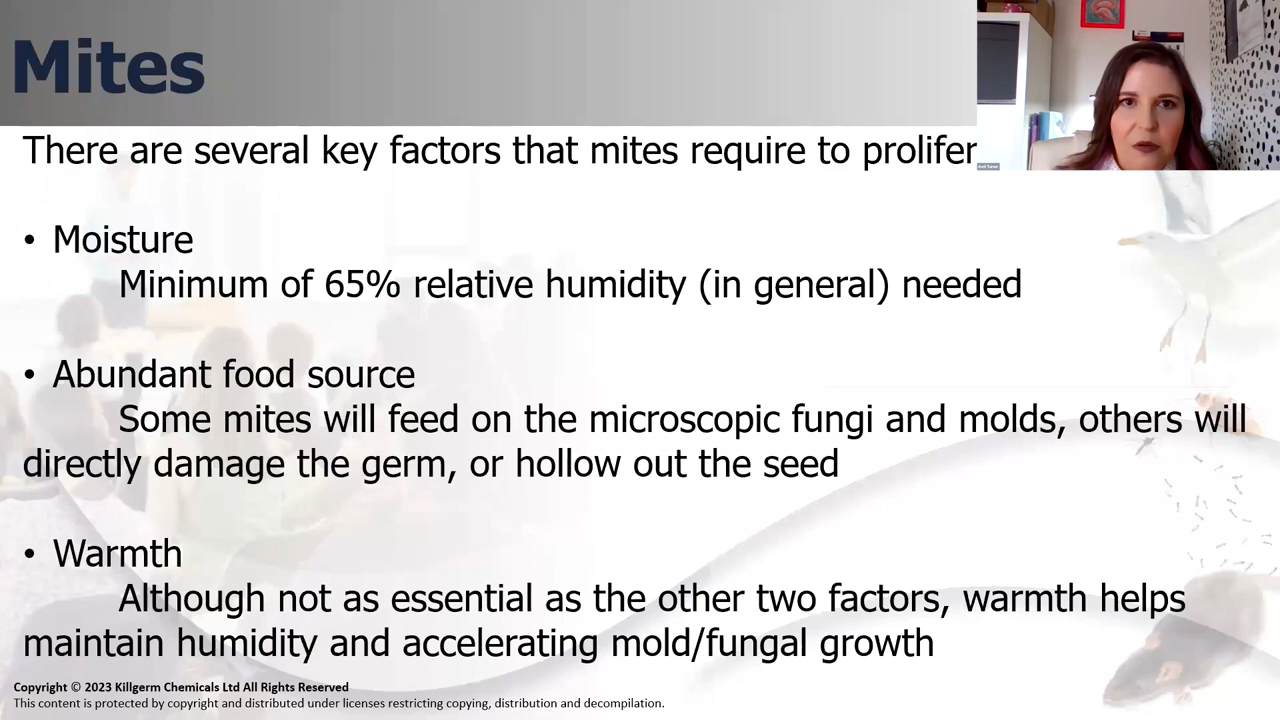 Mites
There are several key factors that mites require to prolifer
• Moisture
Minimum of 65% relative humidity (in general) needed
• Abundant food source
Some mites will feed on the microscopic fungi and molds, others will
directly damage the germ, or hollow out the seed
• Warmth
Although not as essential as the other two factors, warmth helps
maintain humidity and accelerating mold/fungal growth
Copyright © 2023 Killgerm Chemicals Ltd All Rights Reserved
This content is protected by copyright and distributed under licenses restricting copying, distribution and decompilation.